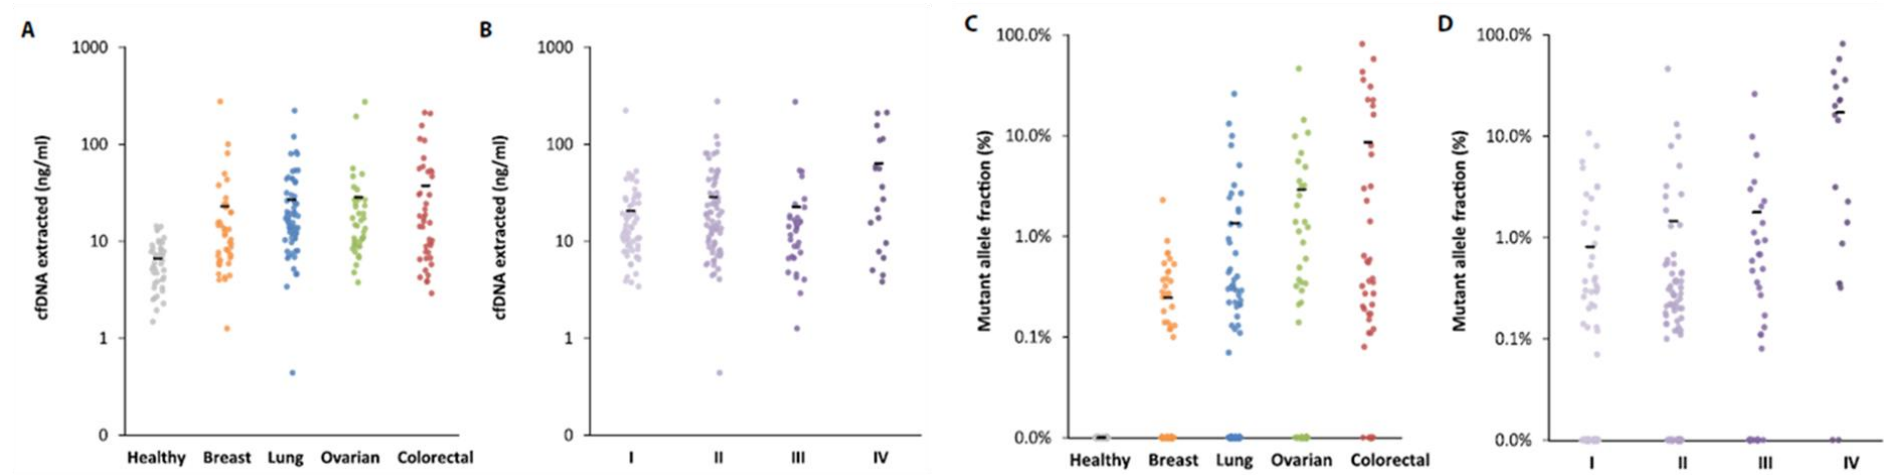 A
cfDNA extracted (ng/ml)
1000
100
10
1
0
Healthy Breast Lung Ovarian Colorectal
B
cfDNA extracted (ng/ml)
1000
100
10
1
0
I II III IV
C
Mutant allele fraction (%)
100.0%
10.0%
1.0%
0.1%
0.0%
Healthy Breast Lung Ovarian Colorectal
D
Mutant allele fraction (%)
100.0%
10.0%
1.0%
0.1%
0.0%
I II III IV